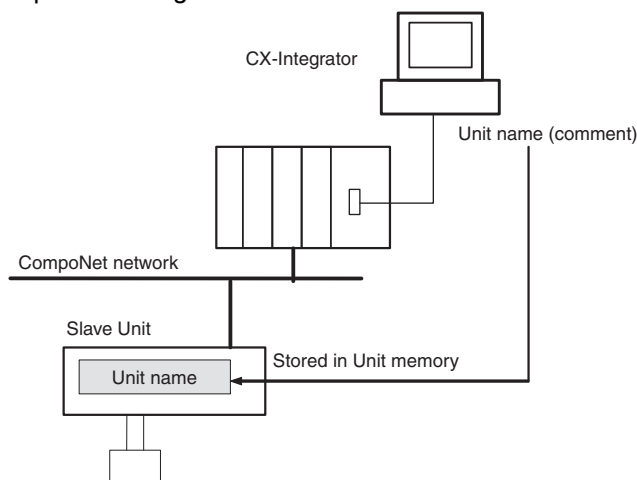 CX-Integrator
Unit name (comment)
CompoNet network
Slave Unit
Stored in Unit memory
Unit name